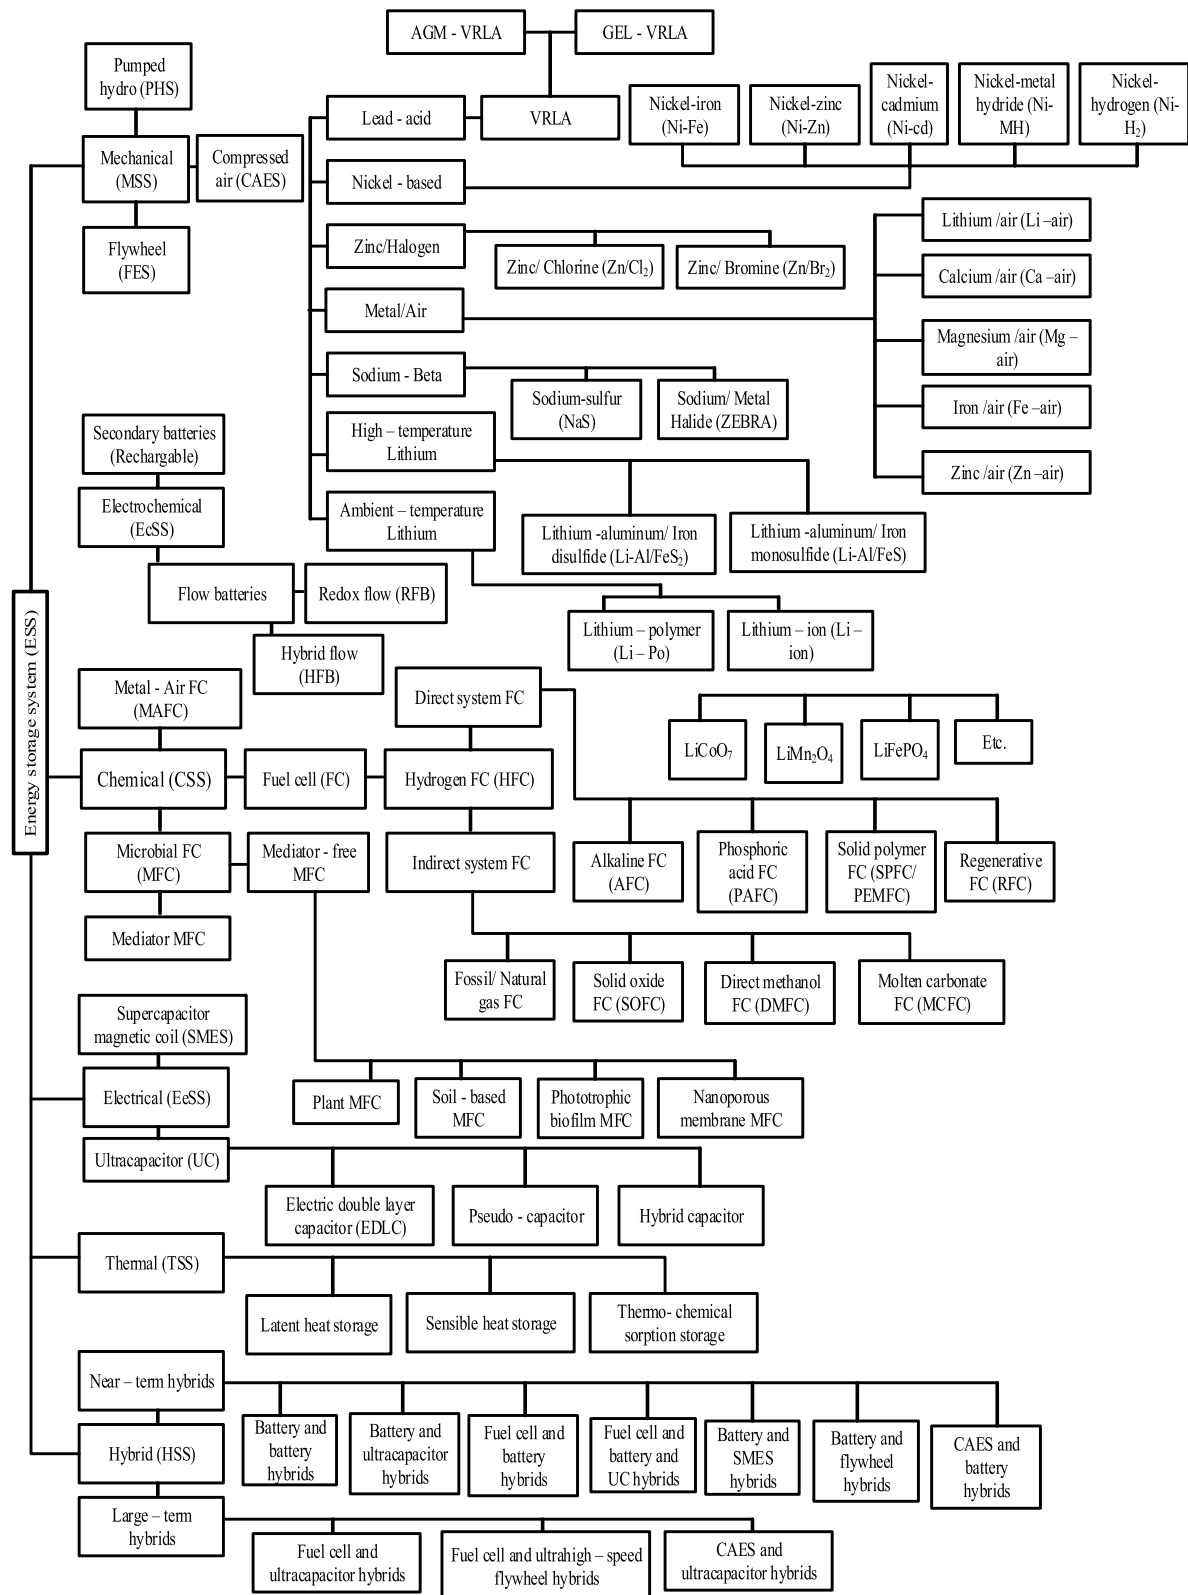 AGM - VRLA
GEL - VRLA
Pumped
hydro (PHS)
Mechanical
(MSS)
Compressed
air (CAES)
Flywheel
(FES)
Lead - acid
VRLA
Nickel-iron
(Ni-Fe)
Nickel-zinc
(Ni-Zn)
Nickel-
cadmium
(Ni-cd)
Nickel-metal
hydride (Ni-
MH)
Nickel-
hydrogen (Ni-
H₂)
Nickel - based
Zinc/Halogen
Zinc/ Chlorine (Zn/Cl₂)
Zinc/ Bromine (Zn/Br₂)
Metal/Air
Lithium /air (Li –air)
Calcium /air (Ca –air)
Magnesium /air (Mg –
air)
Iron /air (Fe –air)
Zinc /air (Zn –air)
Sodium - Beta
Sodium-sulfur
(NaS)
Sodium/ Metal
Halide (ZEBRA)
High – temperature
Lithium
Lithium -aluminum/ Iron
disulfide (Li-Al/FeS₂)
Lithium -aluminum/ Iron
monosulfide (Li-Al/FeS)
Ambient – temperature
Lithium
Lithium – polymer
(Li – Po)
Lithium – ion (Li –
ion)
LiCoO₇
LiMn₂O₄
LiFePO₄
Etc.
Secondary batteries
(Rechargable)
Electrochemical
(EcSS)
Flow batteries
Redox flow (RFB)
Hybrid flow
(HFB)
Energy storage system (ESS)
Metal - Air FC
(MAFC)
Chemical (CSS)
Fuel cell (FC)
Hydrogen FC (HFC)
Direct system FC
Indirect system FC
Alkaline FC
(AFC)
Phosphoric
acid FC
(PAFC)
Solid polymer
FC (SPFC/
PEMFC)
Regenerative
FC (RFC)
Microbial FC
(MFC)
Mediator - free
MFC
Mediator MFC
Fossil/ Natural
gas FC
Solid oxide
FC (SOFC)
Direct methanol
FC (DMFC)
Molten carbonate
FC (MCFC)
Plant MFC
Soil - based
MFC
Phototrophic
biofilm MFC
Nanoporous
membrane MFC
Supercapacitor
magnetic coil (SMES)
Electrical (EeSS)
Ultracapacitor (UC)
Electric double layer
capacitor (EDLC)
Pseudo - capacitor
Hybrid capacitor
Thermal (TSS)
Latent heat storage
Sensible heat storage
Thermo- chemical
sorption storage
Near – term hybrids
Battery and
battery hybrids
Battery and
ultracapacitor
hybrids
Fuel cell and
battery
hybrids
Fuel cell and
battery and
UC hybrids
Battery and
SMES
hybrids
Battery and
flywheel
hybrids
CAES and
battery
hybrids
Hybrid (HSS)
Large – term
hybrids
Fuel cell and
ultracapacitor hybrids
Fuel cell and ultrahigh – speed
flywheel hybrids
CAES and
ultracapacitor hybrids